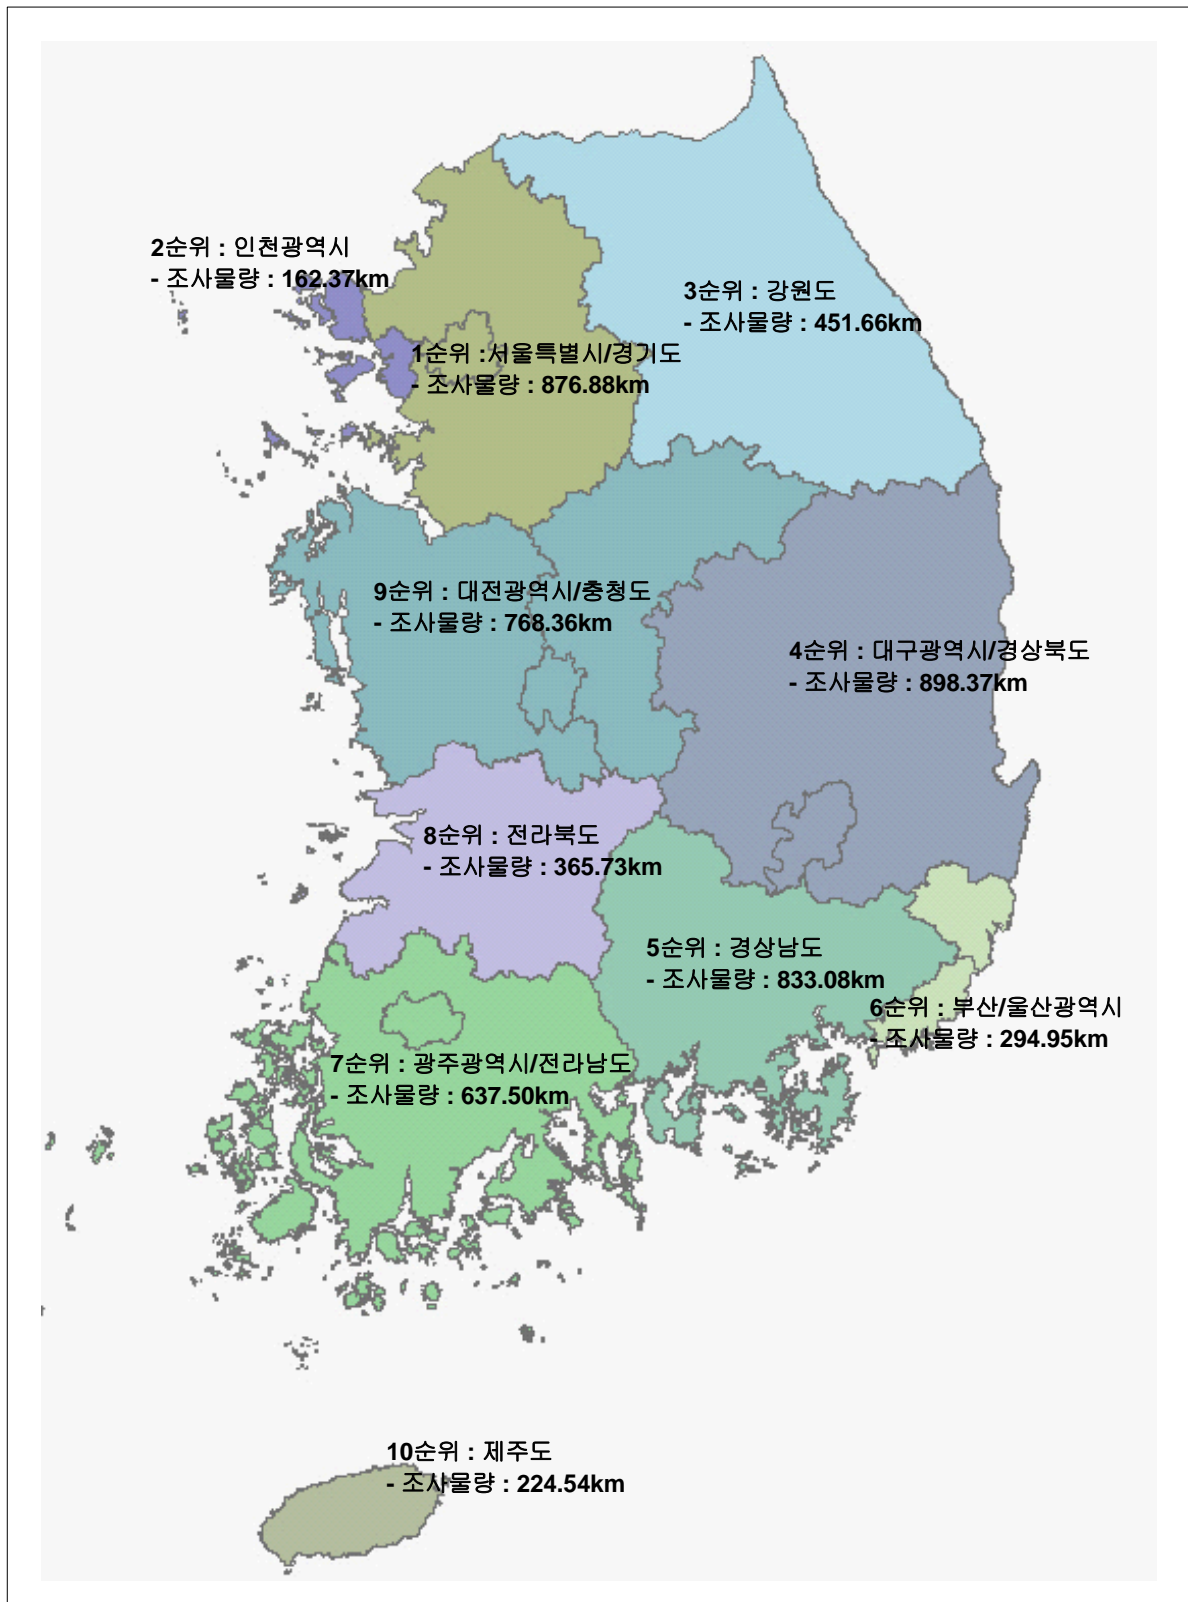 2순위 : 인천광역시
- 조사물량 : 162.37km
3순위 : 강원도
- 조사물량 : 451.66km
1순위 :서울특별시/경기도
- 조사물량 : 876.88km
9순위 : 대전광역시/충청도
- 조사물량 : 768.36km
4순위 : 대구광역시/경상북도
- 조사물량 : 898.37km
8순위 : 전라북도
- 조사물량 : 365.73km
5순위 : 경상남도
- 조사물량 : 833.08km
6순위 : 부산/울산광역시
- 조사물량 : 294.95km
7순위 : 광주광역시/전라남도
- 조사물량 : 637.50km
10순위 : 제주도
- 조사물량 : 224.54km